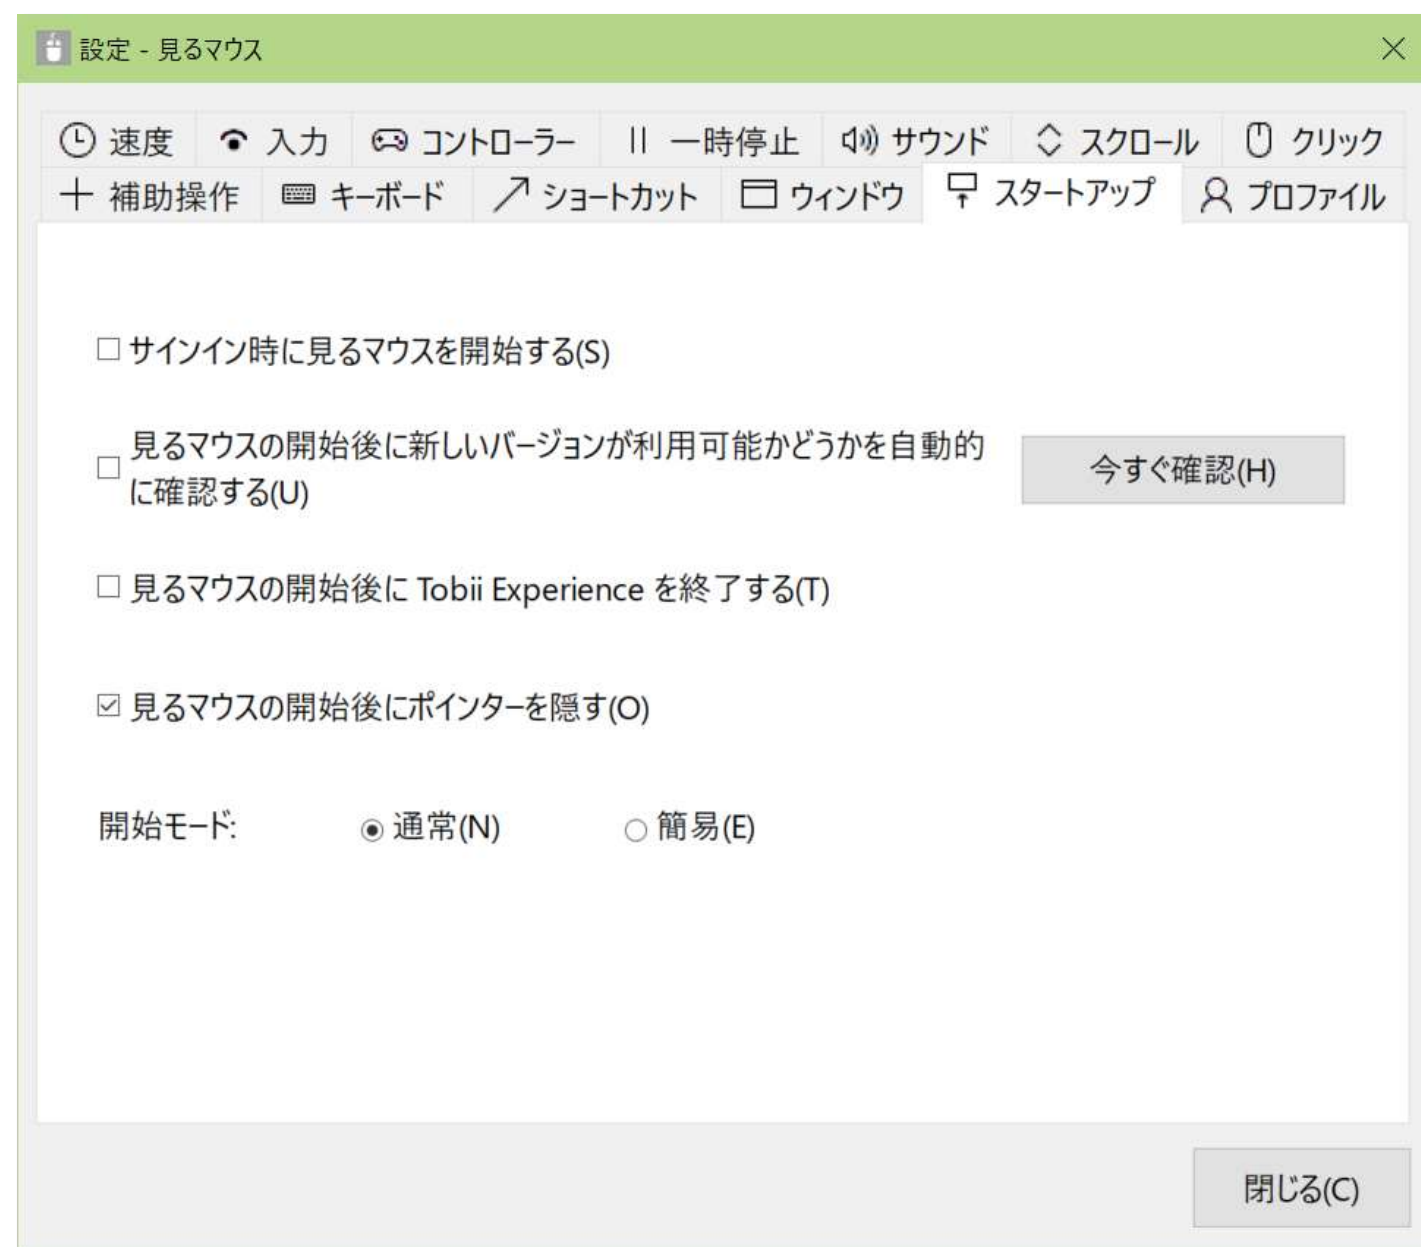 設定 - 見るマウス
速度 入力 コントローラー 一時停止 サウンド スクロール クリック
補助操作 キーボード ショートカット ウィンドウ スタートアップ プロファイル
サインイン時に見るマウスを開始する(S)
見るマウスの開始後に新しいバージョンが利用可能かどうかを自動的
に確認する(U)
今すぐ確認(H)
見るマウスの開始後に Tobii Experience を終了する(T)
見るマウスの開始後にポインターを隠す(O)
開始モード: 通常(N) 簡易(E)
閉じる(C)